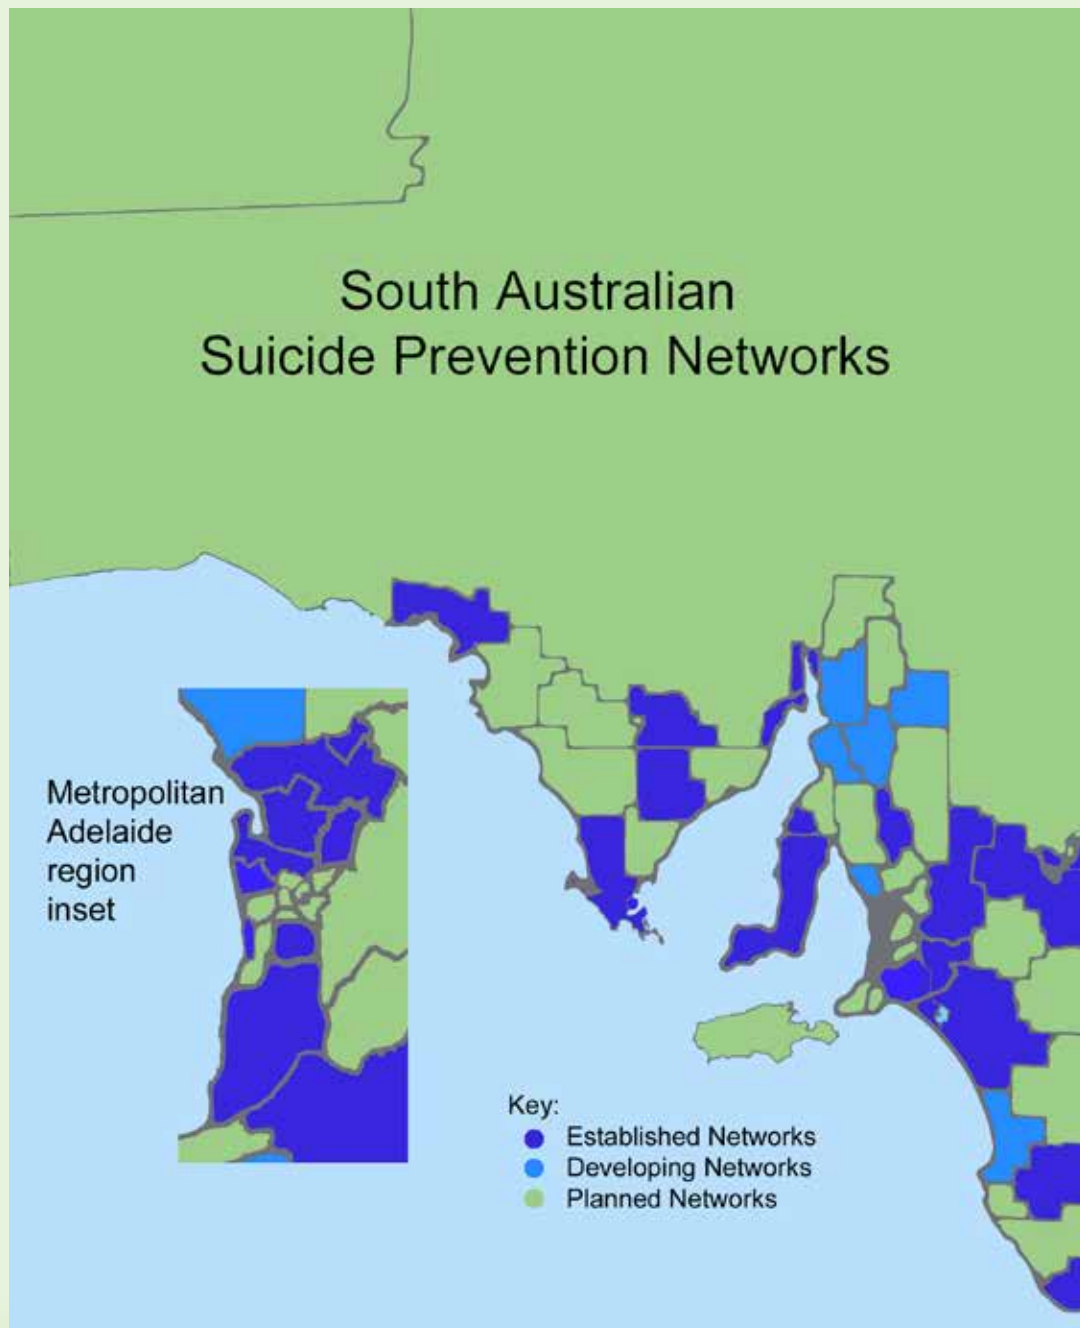 South Australian
Suicide Prevention Networks
Metropolitan
Adelaide
region
inset
Key:
Established Networks
Developing Networks
Planned Networks